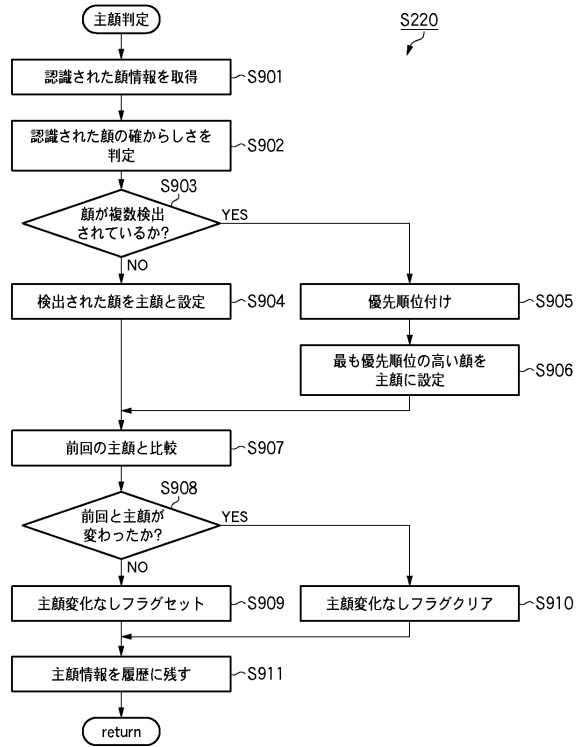 主顔判定
S220
認識された顔情報を取得
S901
認識された顔の確からしさを
判定
S902
S903
顔が複数検出
されているか?
YES
NO
検出された顔を主顔と設定
S904
優先順位付け
S905
最も優先順位の高い顔を
主顔に設定
S906
前回の主顔と比較
S907
S908
前回と主顔が
変わったか?
YES
NO
主顔変化なしフラグセット
S909
主顔変化なしフラグクリア
S910
主顔情報を履歴に残す
S911
return